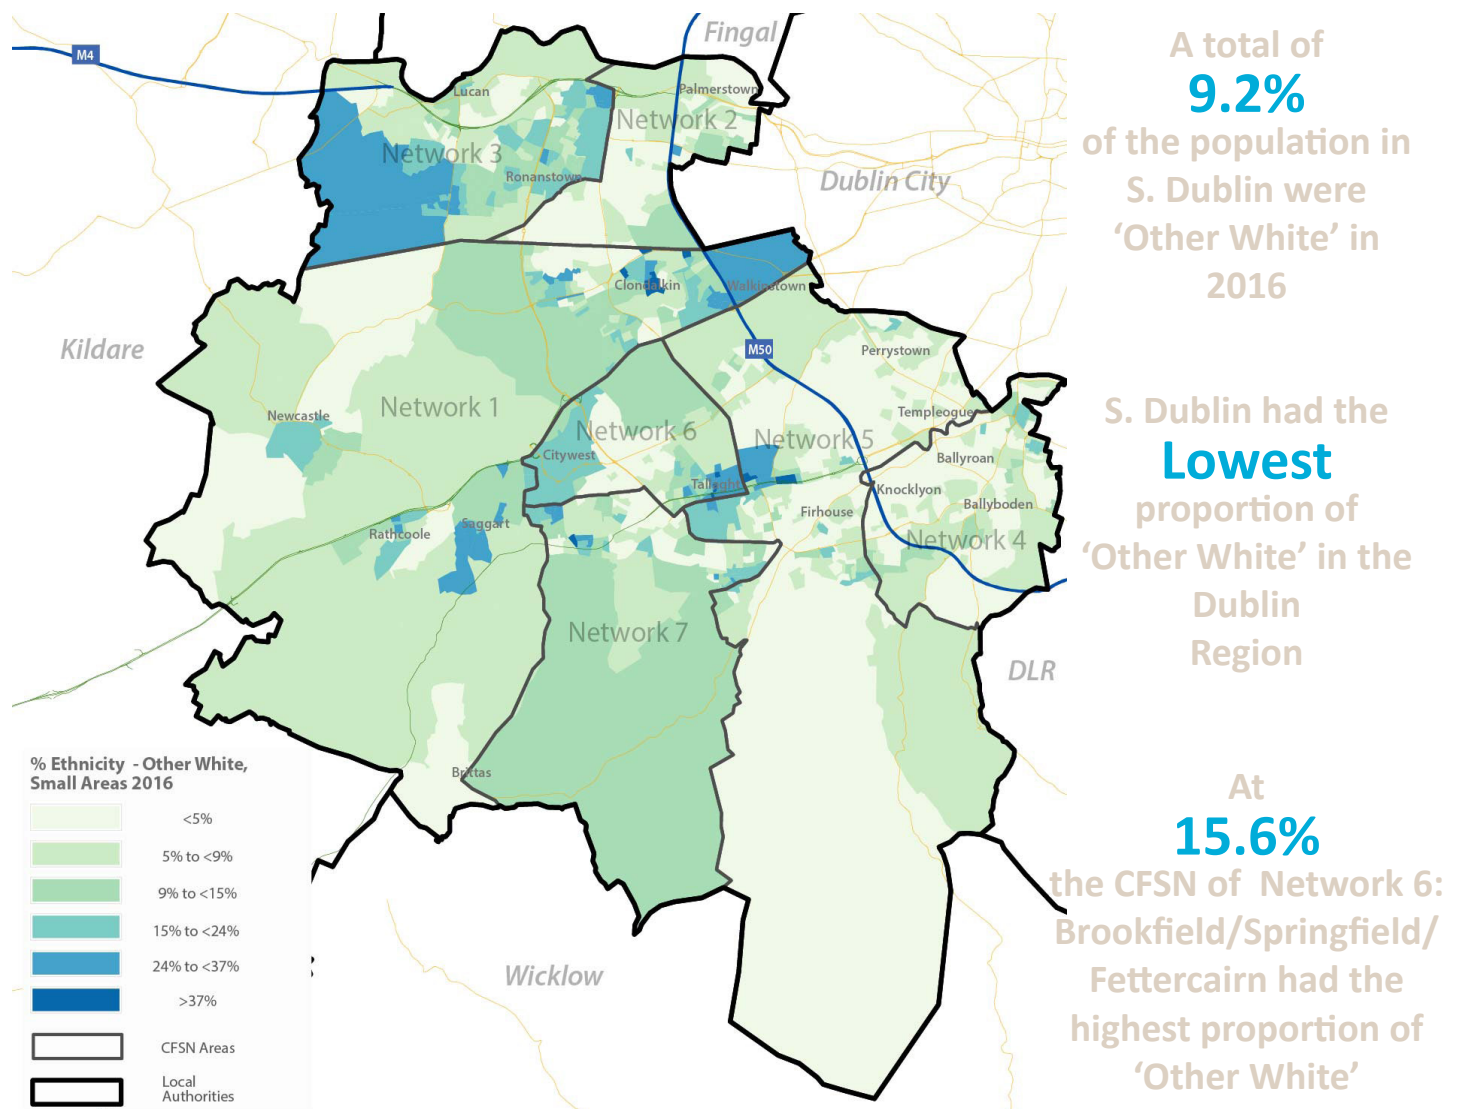 Fingal
M4
Lucan
Palmerstown
Network 2
Network 3
Ronanstown
Dublin City
Clondalkin
Walkinstown
Kildare
M50
Perrystown
Newcastle
Network 1
Templeogue
Network 6
Network 5
Citywest
Ballyroan
Tallaght
Knocklyon
Ballyboden
Firhouse
Saggart
Rathcoole
Network 4
Network 7
DLR
Brittas
Wicklow
% Ethnicity - Other White,
Small Areas 2016
<5%
5% to <9%
9% to <15%
15% to <24%
24% to <37%
>37%
CFSN Areas
Local
Authorities
A total of
9.2%
of the population in
S. Dublin were
‘Other White’ in
2016
S. Dublin had the
Lowest
proportion of
‘Other White’ in the
Dublin
Region
At
15.6%
the CFSN of Network 6:
Brookfield/Springfield/
Fettercairn had the
highest proportion of
‘Other White’